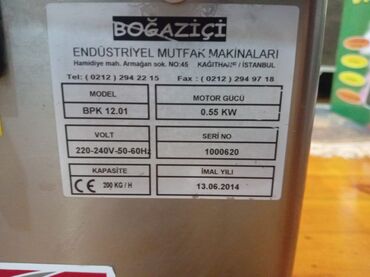 BOĞAZİÇİ
ENDÜSTRİYEL MUTFAK MAKİNALARI
Hamidiye mah. Armağan sok. NO:45 KAĞITHANE / İSTANBUL
Tel: ( 0212 ) 294 22 15 Fax : ( 0212 ) 294 97 18
MODEL MOTOR GÜCÜ
BPK 12.01 0.55 KW
VOLT SERİ NO
220-240V-50-60Hz 1000620
KAPASİTE İMAL YILI
CE 200 KG / H 13.06.2014